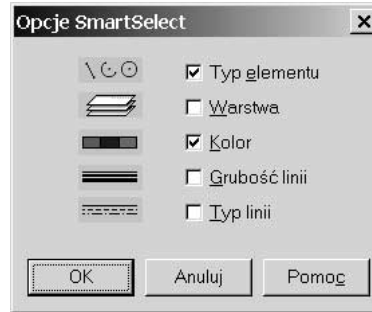 Opcje SmartSelect
Typ elementu
Warstwa
Kolor
Grubość linii
Typ linii
OK Anuluj Pomoc